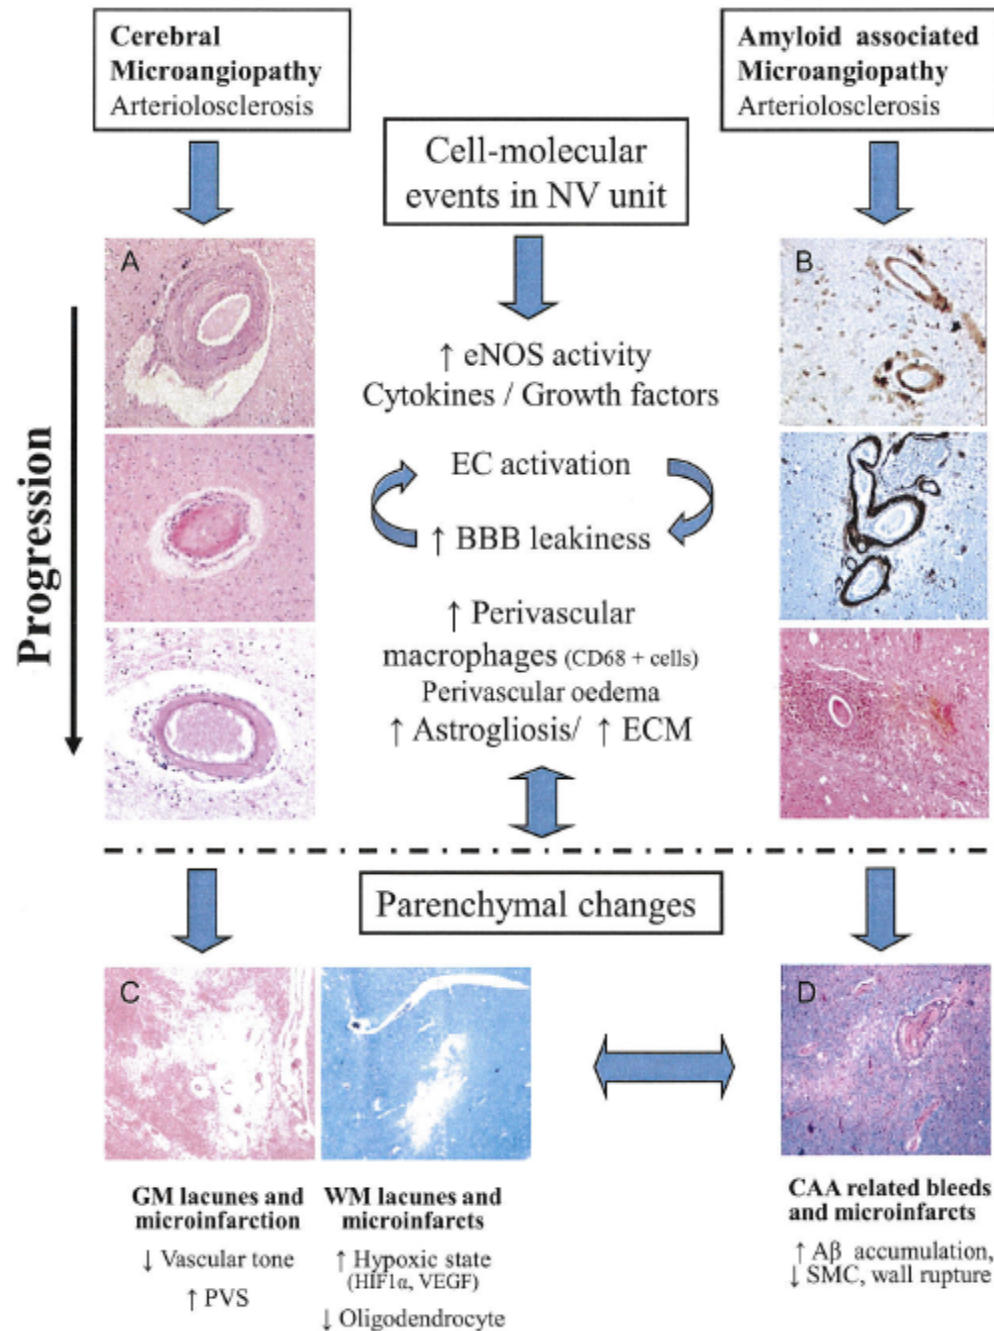 Cerebral
Microangiopathy
Arteriolosclerosis
Amyloid associated
Microangiopathy
Arteriolosclerosis
Cell-molecular
events in NV unit
A
B
Progression
↑ eNOS activity
Cytokines / Growth factors
EC activation
↑ BBB leakiness
↑ Perivascular
macrophages (CD68 + cells)
Perivascular oedema
↑ Astrogliosis/ ↑ ECM
Parenchymal changes
C
D
GM lacunes and
microinfarction
↓ Vascular tone
↑ PVS
WM lacunes and
microinfarcts
↑ Hypoxic state
(HIF1α, VEGF)
↓ Oligodendrocyte
CAA related bleeds
and microinfarcts
↑ Aβ accumulation,
↓ SMC, wall rupture